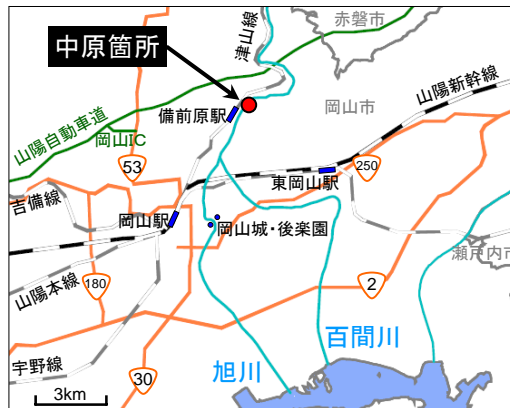 赤磐市
津山線
中原箇所
山陽新幹線
岡山市
備前原駅
山陽自動車道
岡山IC
53
250
東岡山駅
吉備線
岡山駅
岡山城・後楽園
瀬戸内市
180
2
山陽本線
百間川
旭川
宇野線
30
3km